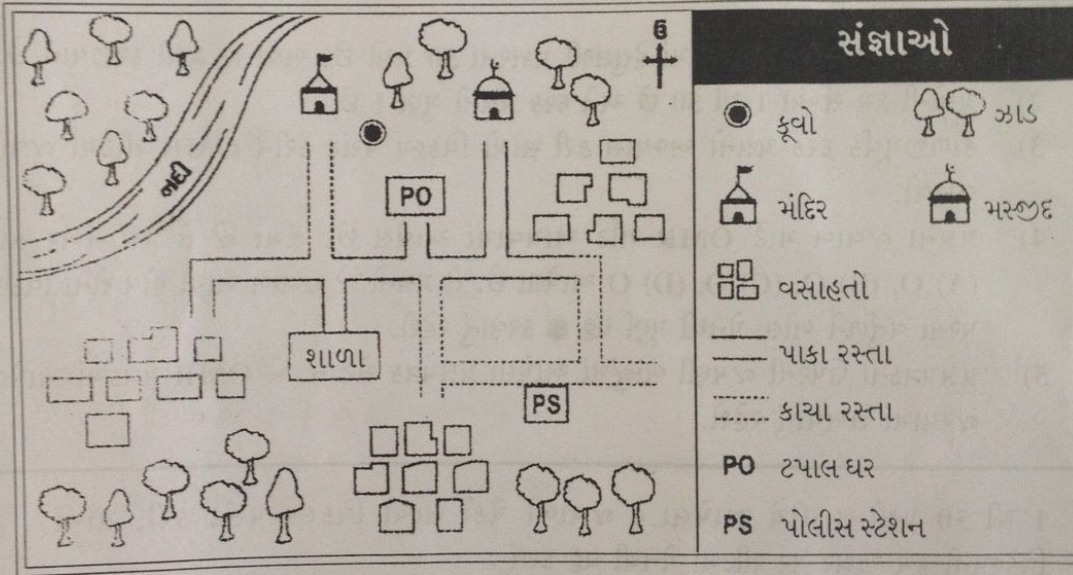 ઉ
નદી
PO
શાળા
PS
સંજ્ઞાઓ
કૂવો
ઝાડ
મંદિર
મસ્જીદ
વસાહતો
પાકા રસ્તા
કાચા રસ્તા
PO ટપાલ ઘર
PS પોલીસ સ્ટેશન